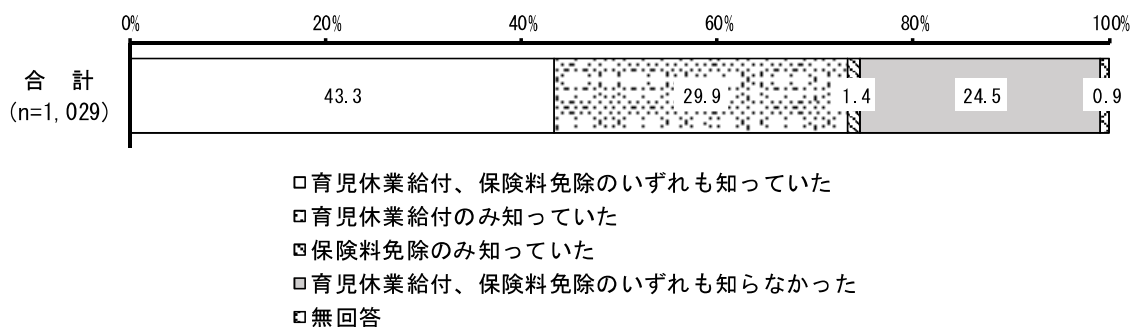 0% 20% 40% 60% 80% 100%
合 計
(n=1,029)
43.3 29.9 1.4 24.5 0.9
育児休業給付、保険料免除のいずれも知っていた
育児休業給付のみ知っていた
保険料免除のみ知っていた
育児休業給付、保険料免除のいずれも知らなかった
無回答